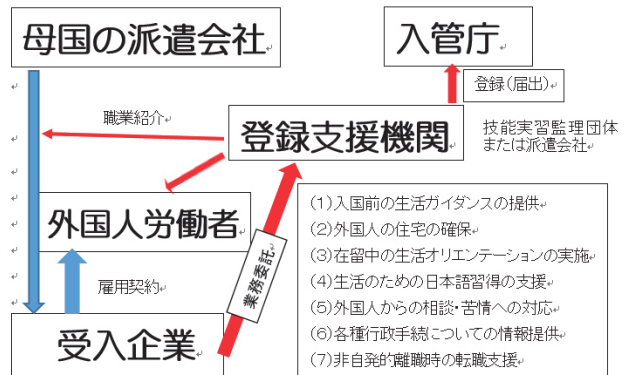 母国の派遣会社
入管庁
登録(届出)
職業紹介
登録支援機関
技能実習監理団体
または派遣会社
外国人労働者
雇用契約
業務委託
受入企業
(1)入国前の生活ガイダンスの提供
(2)外国人の住宅の確保
(3)在留中の生活オリエンテーションの実施
(4)生活のための日本語習得の支援
(5)外国人からの相談・苦情への対応
(6)各種行政手続についての情報提供
(7)非自発的離職時の転職支援